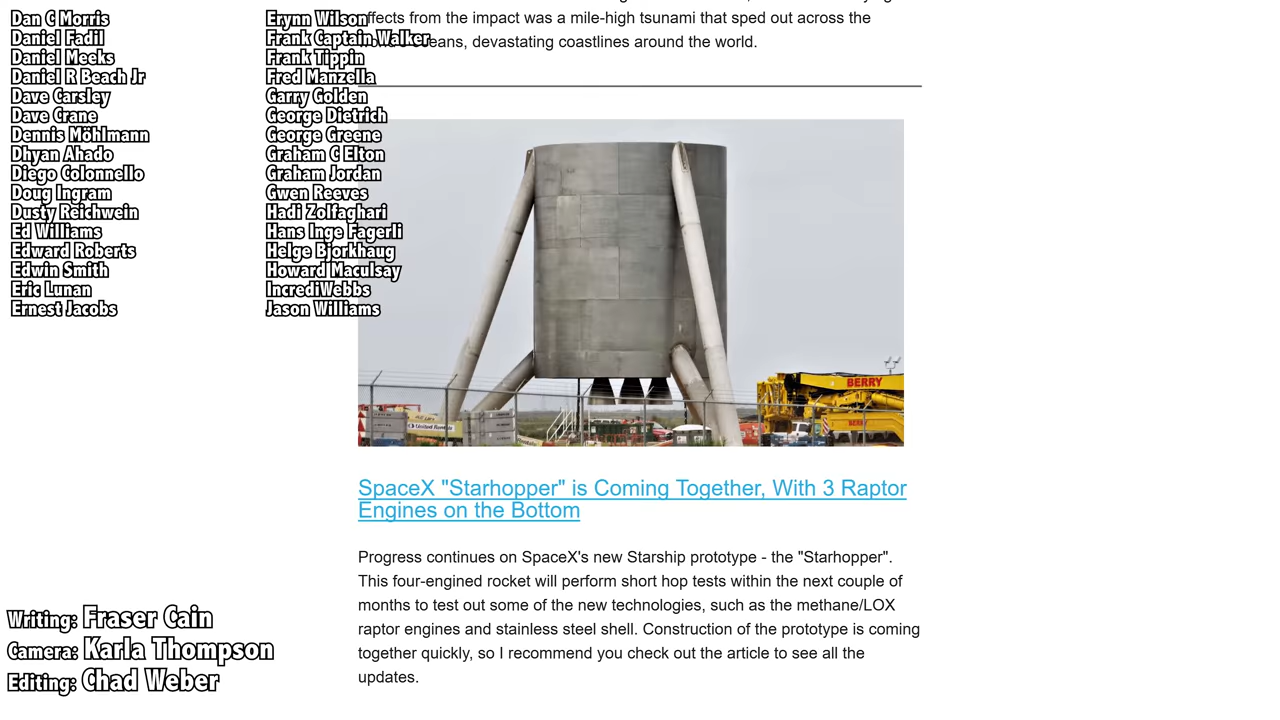 Dan C Morris
Daniel Fadil
Daniel Meeks
Daniel R Beach Jr
Dave Carsley
Dave Crane
Dennis Möhlmann
Dhyan Ahado
Diego Colonnello
Doug Ingram
Dusty Reichwein
Ed Williams
Edward Roberts
Edwin Smith
Eric Lunan
Ernest Jacobs
Erynn Wilson
Frank Captain Walker
Frank Tippin
Fred Manzella
Garry Golden
George Dietrich
George Greene
Graham C Elton
Graham Jordan
Gwen Reeves
Hadi Zolfaghari
Hans Inge Fagerli
Helge Bjorkhaug
Howard Maculsay
IncrediWebbs
Jason Williams
effects from the impact was a mile-high tsunami that sped out across the
world's oceans, devastating coastlines around the world.
BERRY
BERRY
United Rentals
SpaceX "Starhopper" is Coming Together, With 3 Raptor
Engines on the Bottom
Progress continues on SpaceX's new Starship prototype - the "Starhopper".
This four-engined rocket will perform short hop tests within the next couple of
months to test out some of the new technologies, such as the methane/LOX
raptor engines and stainless steel shell. Construction of the prototype is coming
together quickly, so I recommend you check out the article to see all the
updates.
Writing: Fraser Cain
Camera: Karla Thompson
Editing: Chad Weber